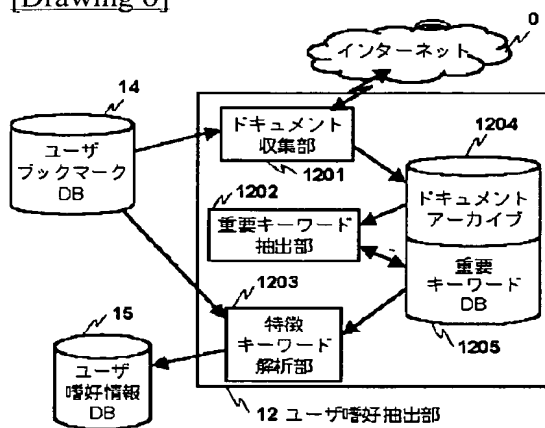 [Drawing 6]
0
インターネット
14
ユーザ
ブックマーク
DB
ドキュメント
収集部
1201
1204
ドキュメント
アーカイブ
1202
重要キーワード
抽出部
重要
キーワード
DB
1205
1203
特徴
キーワード
解析部
15
ユーザ
嗜好情報
DB
12 ユーザ嗜好抽出部